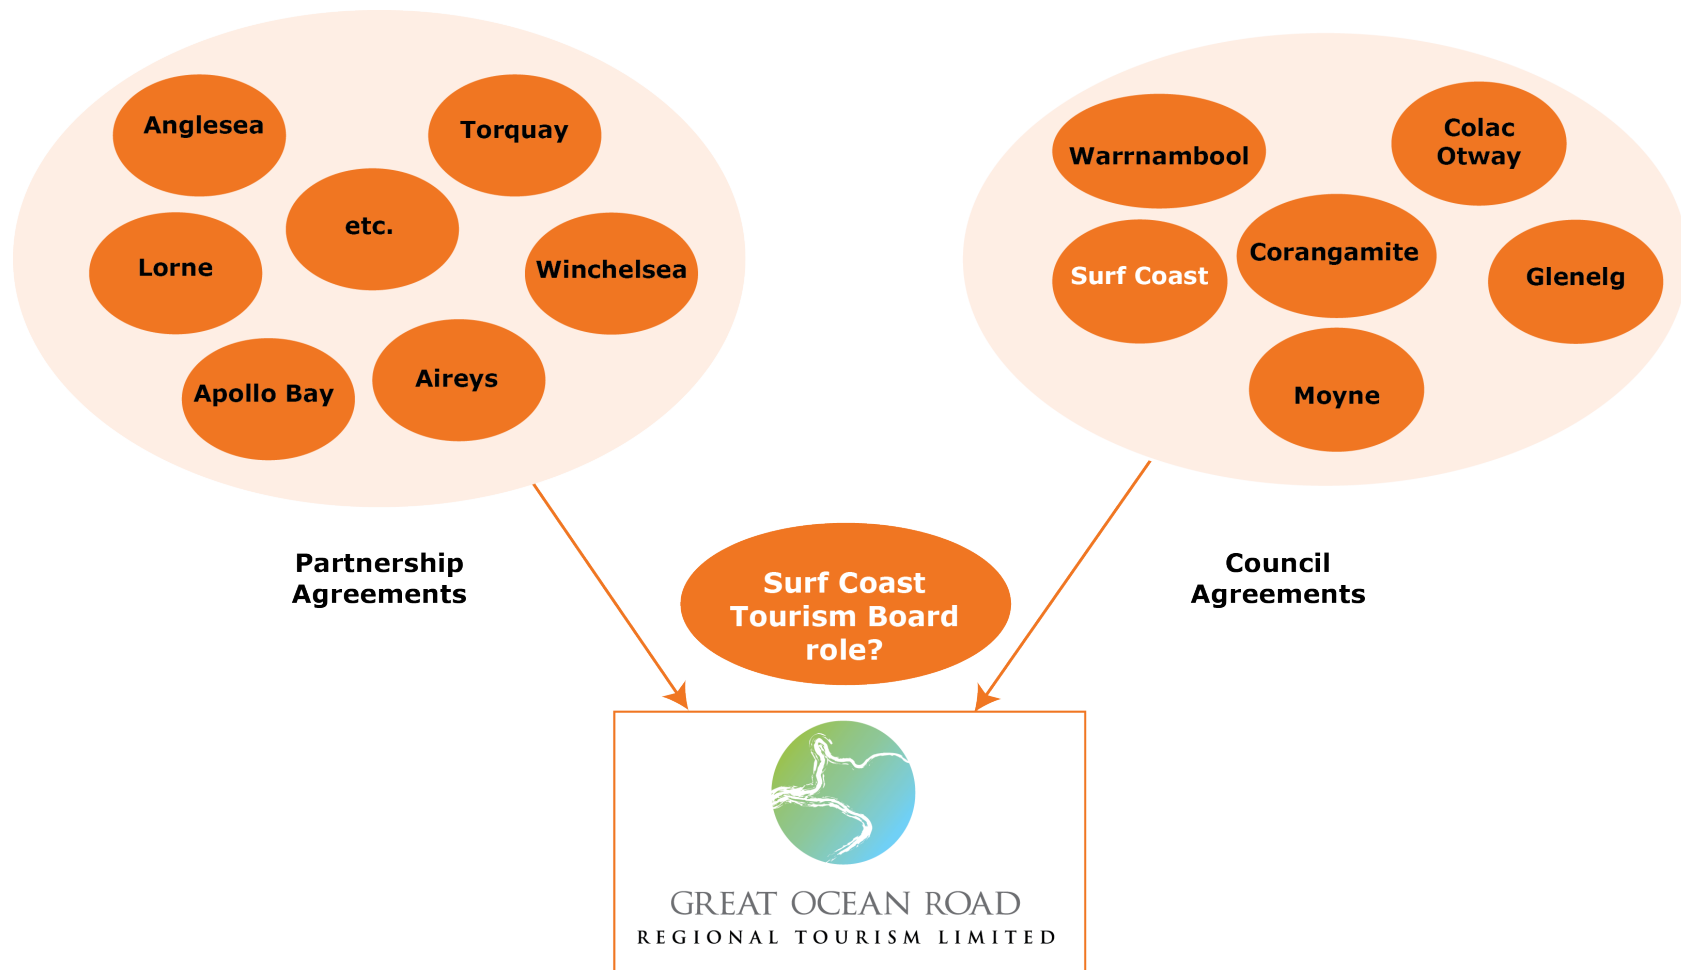 Anglesea
Torquay
etc.
Lorne
Winchelsea
Apollo Bay
Aireys
Warrnambool
Colac
Otway
Surf Coast
Corangamite
Glenelg
Moyne
Partnership
Agreements
Surf Coast
Tourism Board
role?
Council
Agreements
GREAT OCEAN ROAD
REGIONAL TOURISM LIMITED